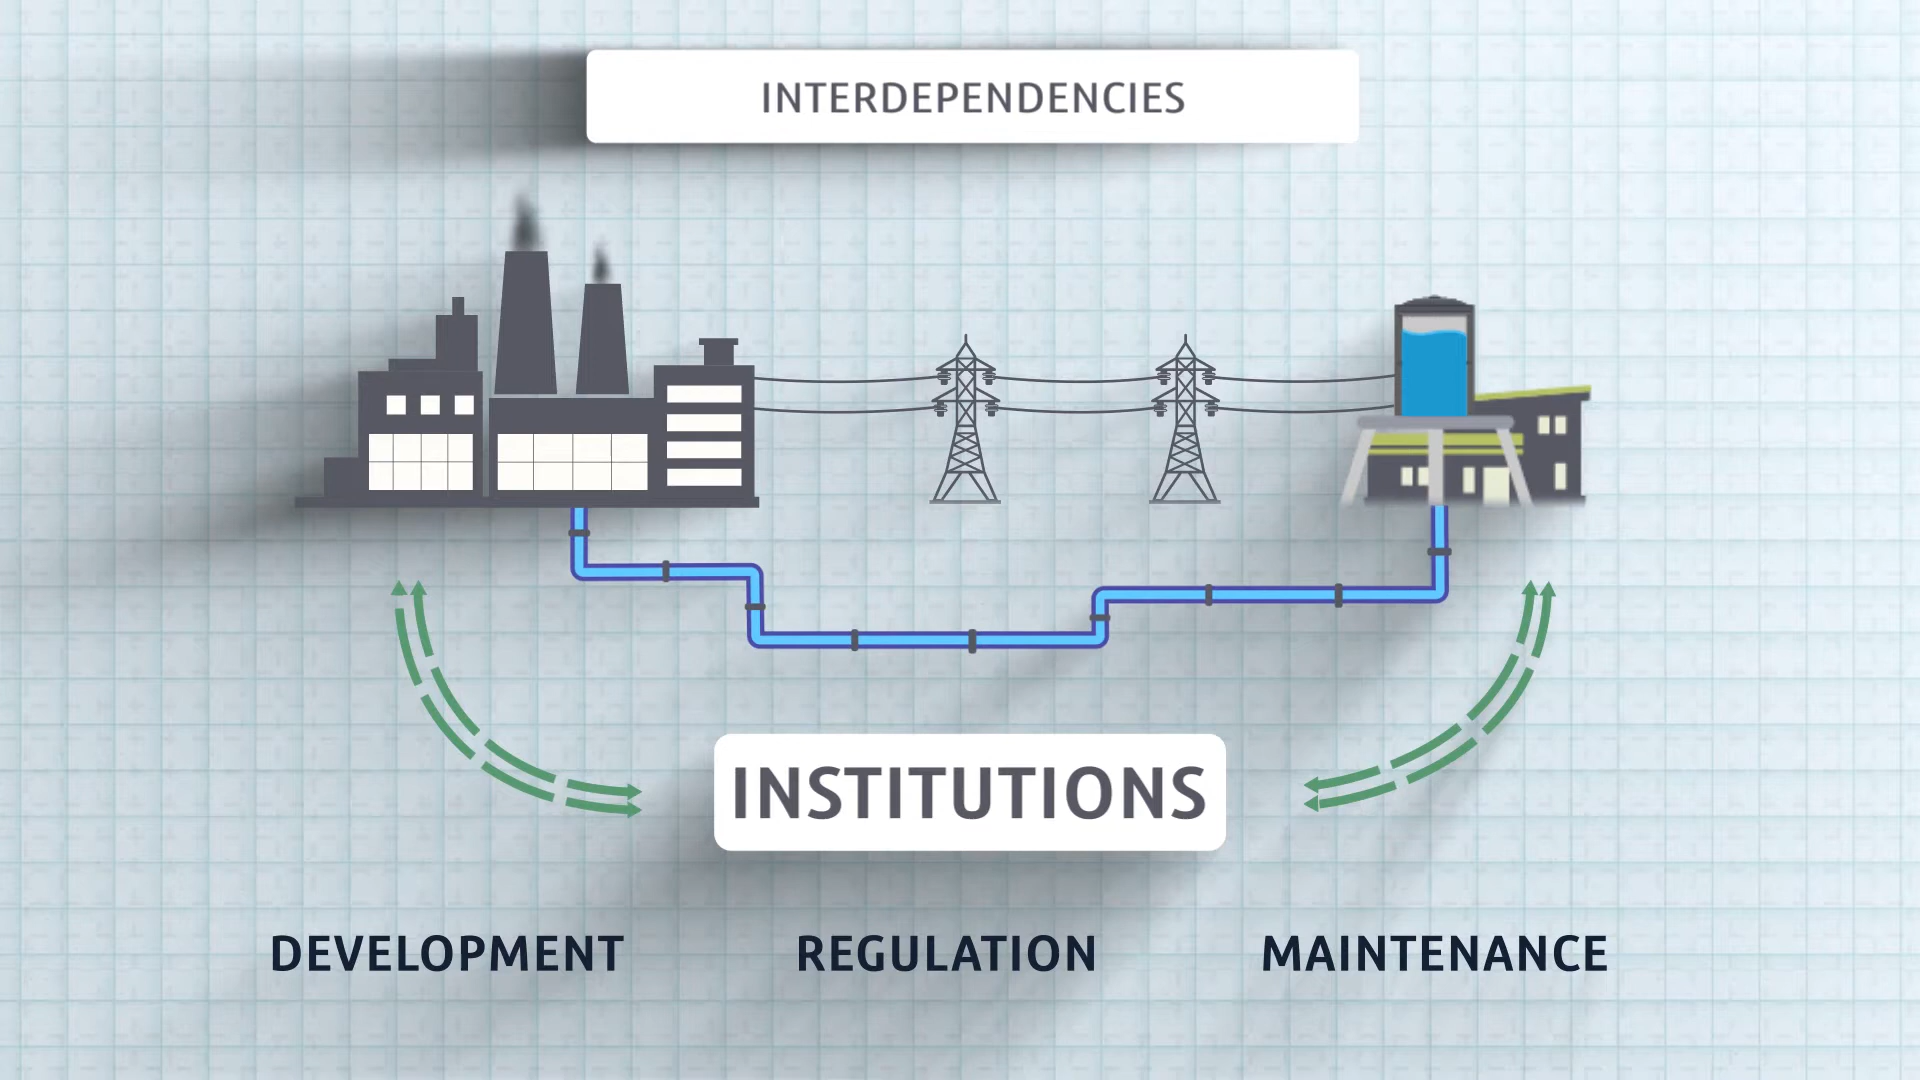 INTERDEPENDENCIES
INSTITUTIONS
DEVELOPMENT
REGULATION
MAINTENANCE